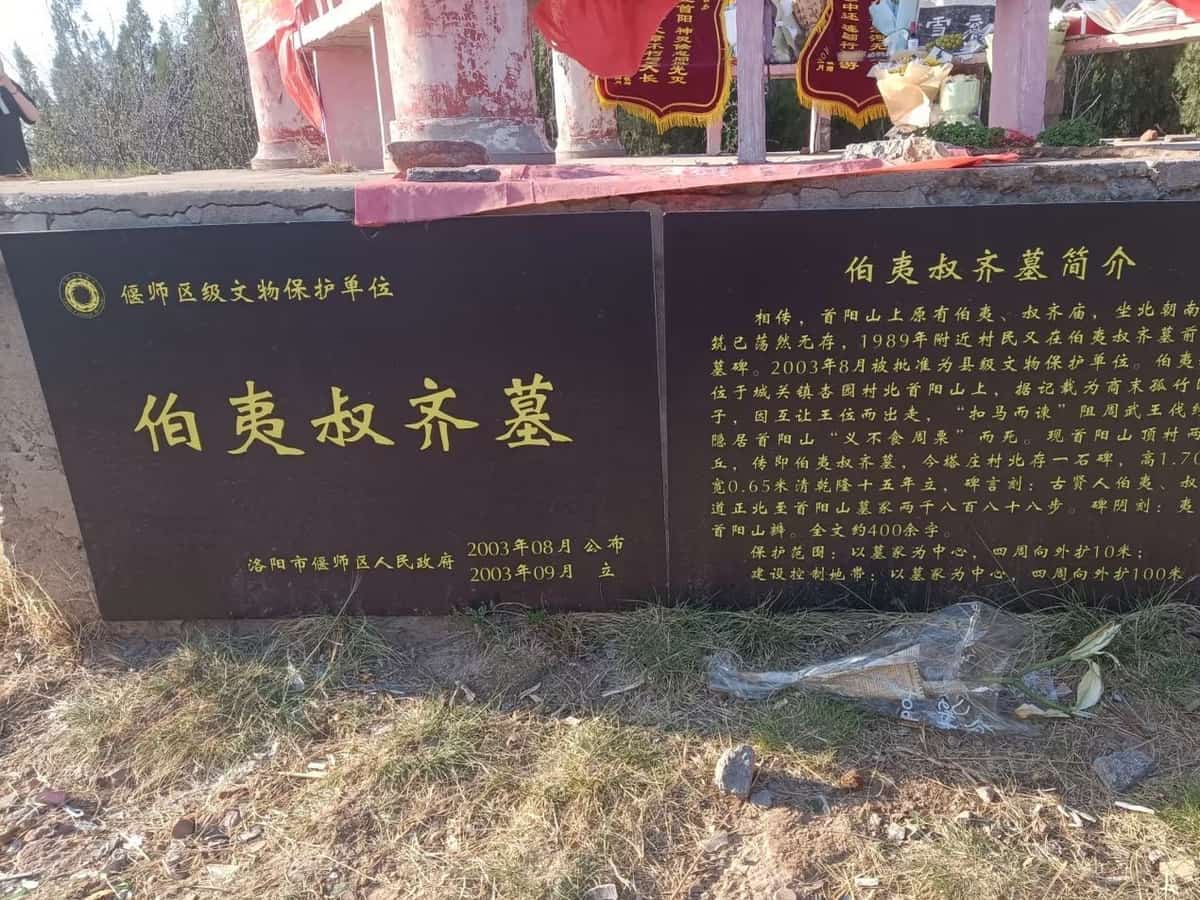 雪
偃师区级文物保护单位
伯夷叔齐墓
洛阳市偃师区人民政府
2003年08月 公布
2003年09月 立
伯夷叔齐墓简介
相传，首阳山上原有伯夷、叔齐庙，坐北朝南
筑已荡然无存，1989年附近村民又在伯夷叔齐墓前
墓碑。2003年8月被批准为县级文物保护单位。伯夷
位于城关镇杏园村北首阳山上，据记载为商末孤竹
子，因互让王位而出走，“扣马而谏”阻周武王伐
隐居首阳山“义不食周粟”而死。现首阳山顶村两
丘，传即伯夷叔齐墓，今塔庄村北存一石碑，高1.70
宽0.65米清乾隆十五年立，碑言刻：古贤人伯夷、叔
道正北至首阳山墓冢两千八百八十八步。碑阴刻：夷
首阳山辨。全文约400余字。
保护范围：以墓冢为中心，四周向外扩10米；
建设控制地带：以墓冢为中心，四周向外扩100米